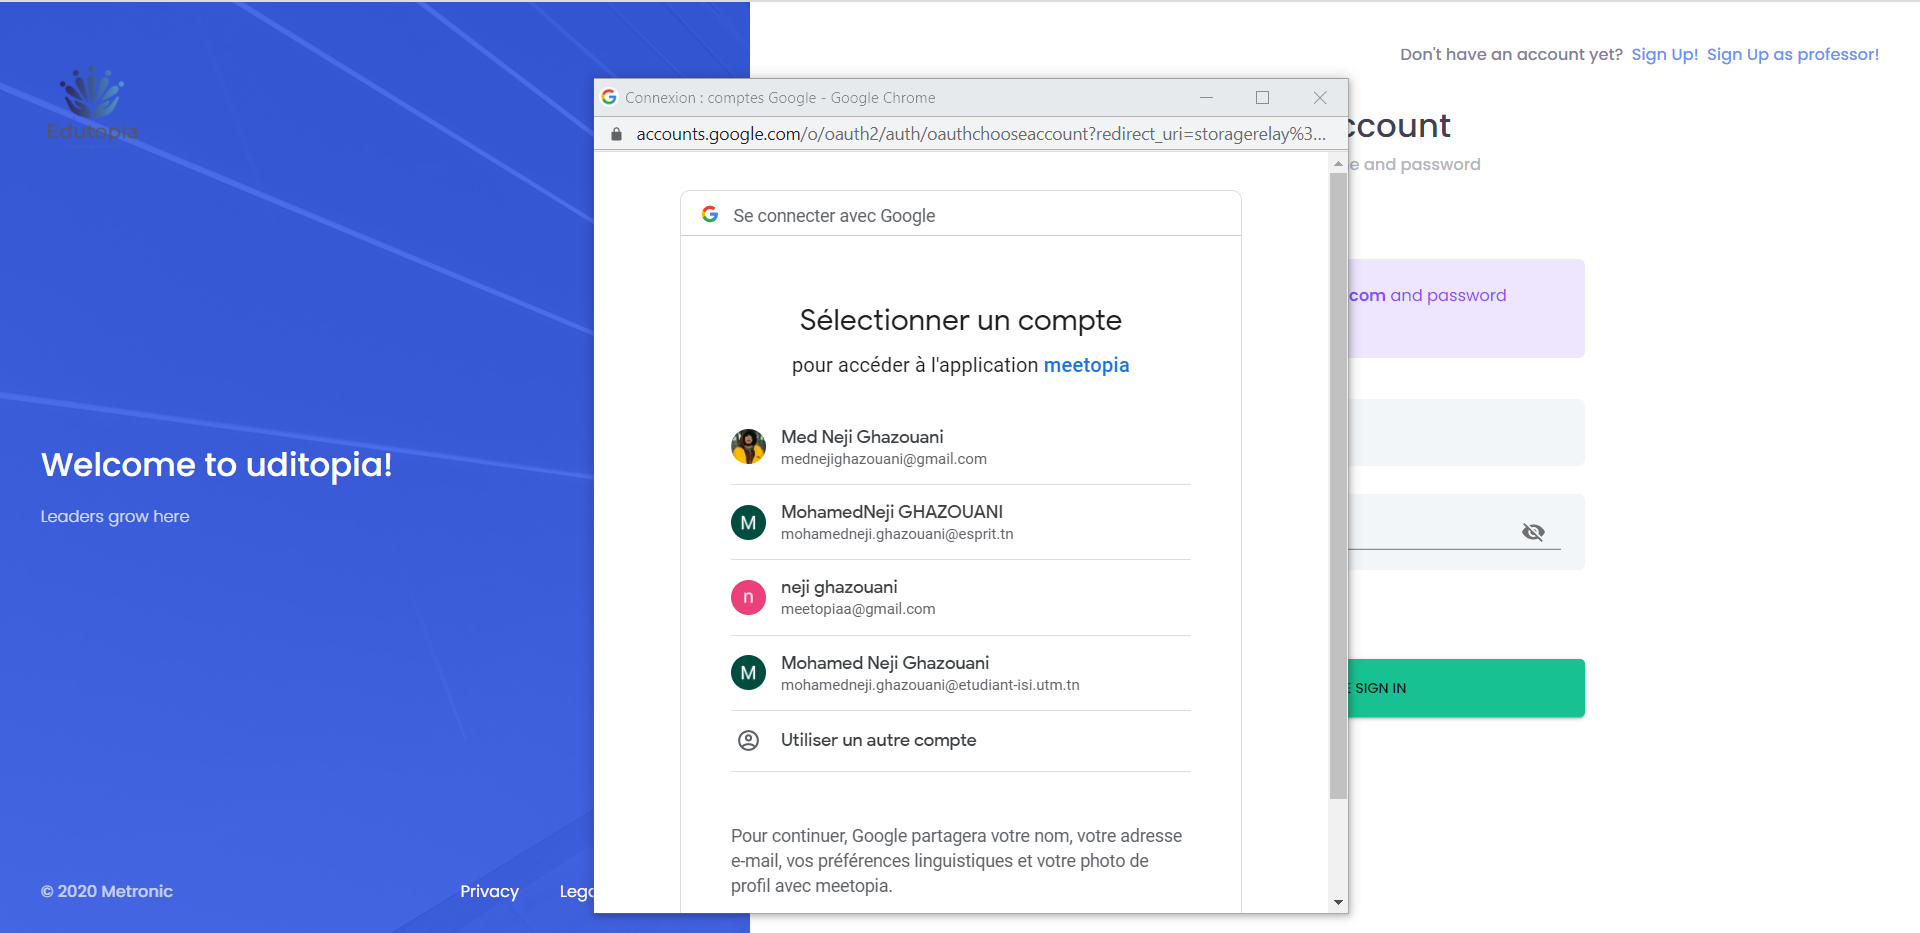 Don't have an account yet? Sign Up! Sign Up as professor!
Edutopia
Connexion : comptes Google - Google Chrome
accounts.google.com/o/oauth2/auth/oauthchooseaccount?redirect_uri=storagerelay%3...
ccount
e and password
Se connecter avec Google
.com and password
Sélectionner un compte
pour accéder à l'application meetopia
Med Neji Ghazouani
mednejighazouani@gmail.com
Welcome to uditopia!
Leaders grow here
M
MohamedNeji GHAZOUANI
mohamedneji.ghazouani@esprit.tn
n
neji ghazouani
meetopiaa@gmail.com
M
Mohamed Neji Ghazouani
mohamedneji.ghazouani@etudiant-isi.utm.tn
E SIGN IN
Utiliser un autre compte
Pour continuer, Google partagera votre nom, votre adresse
e-mail, vos préférences linguistiques et votre photo de
profil avec meetopia.
© 2020 Metronic
Privacy
Lega